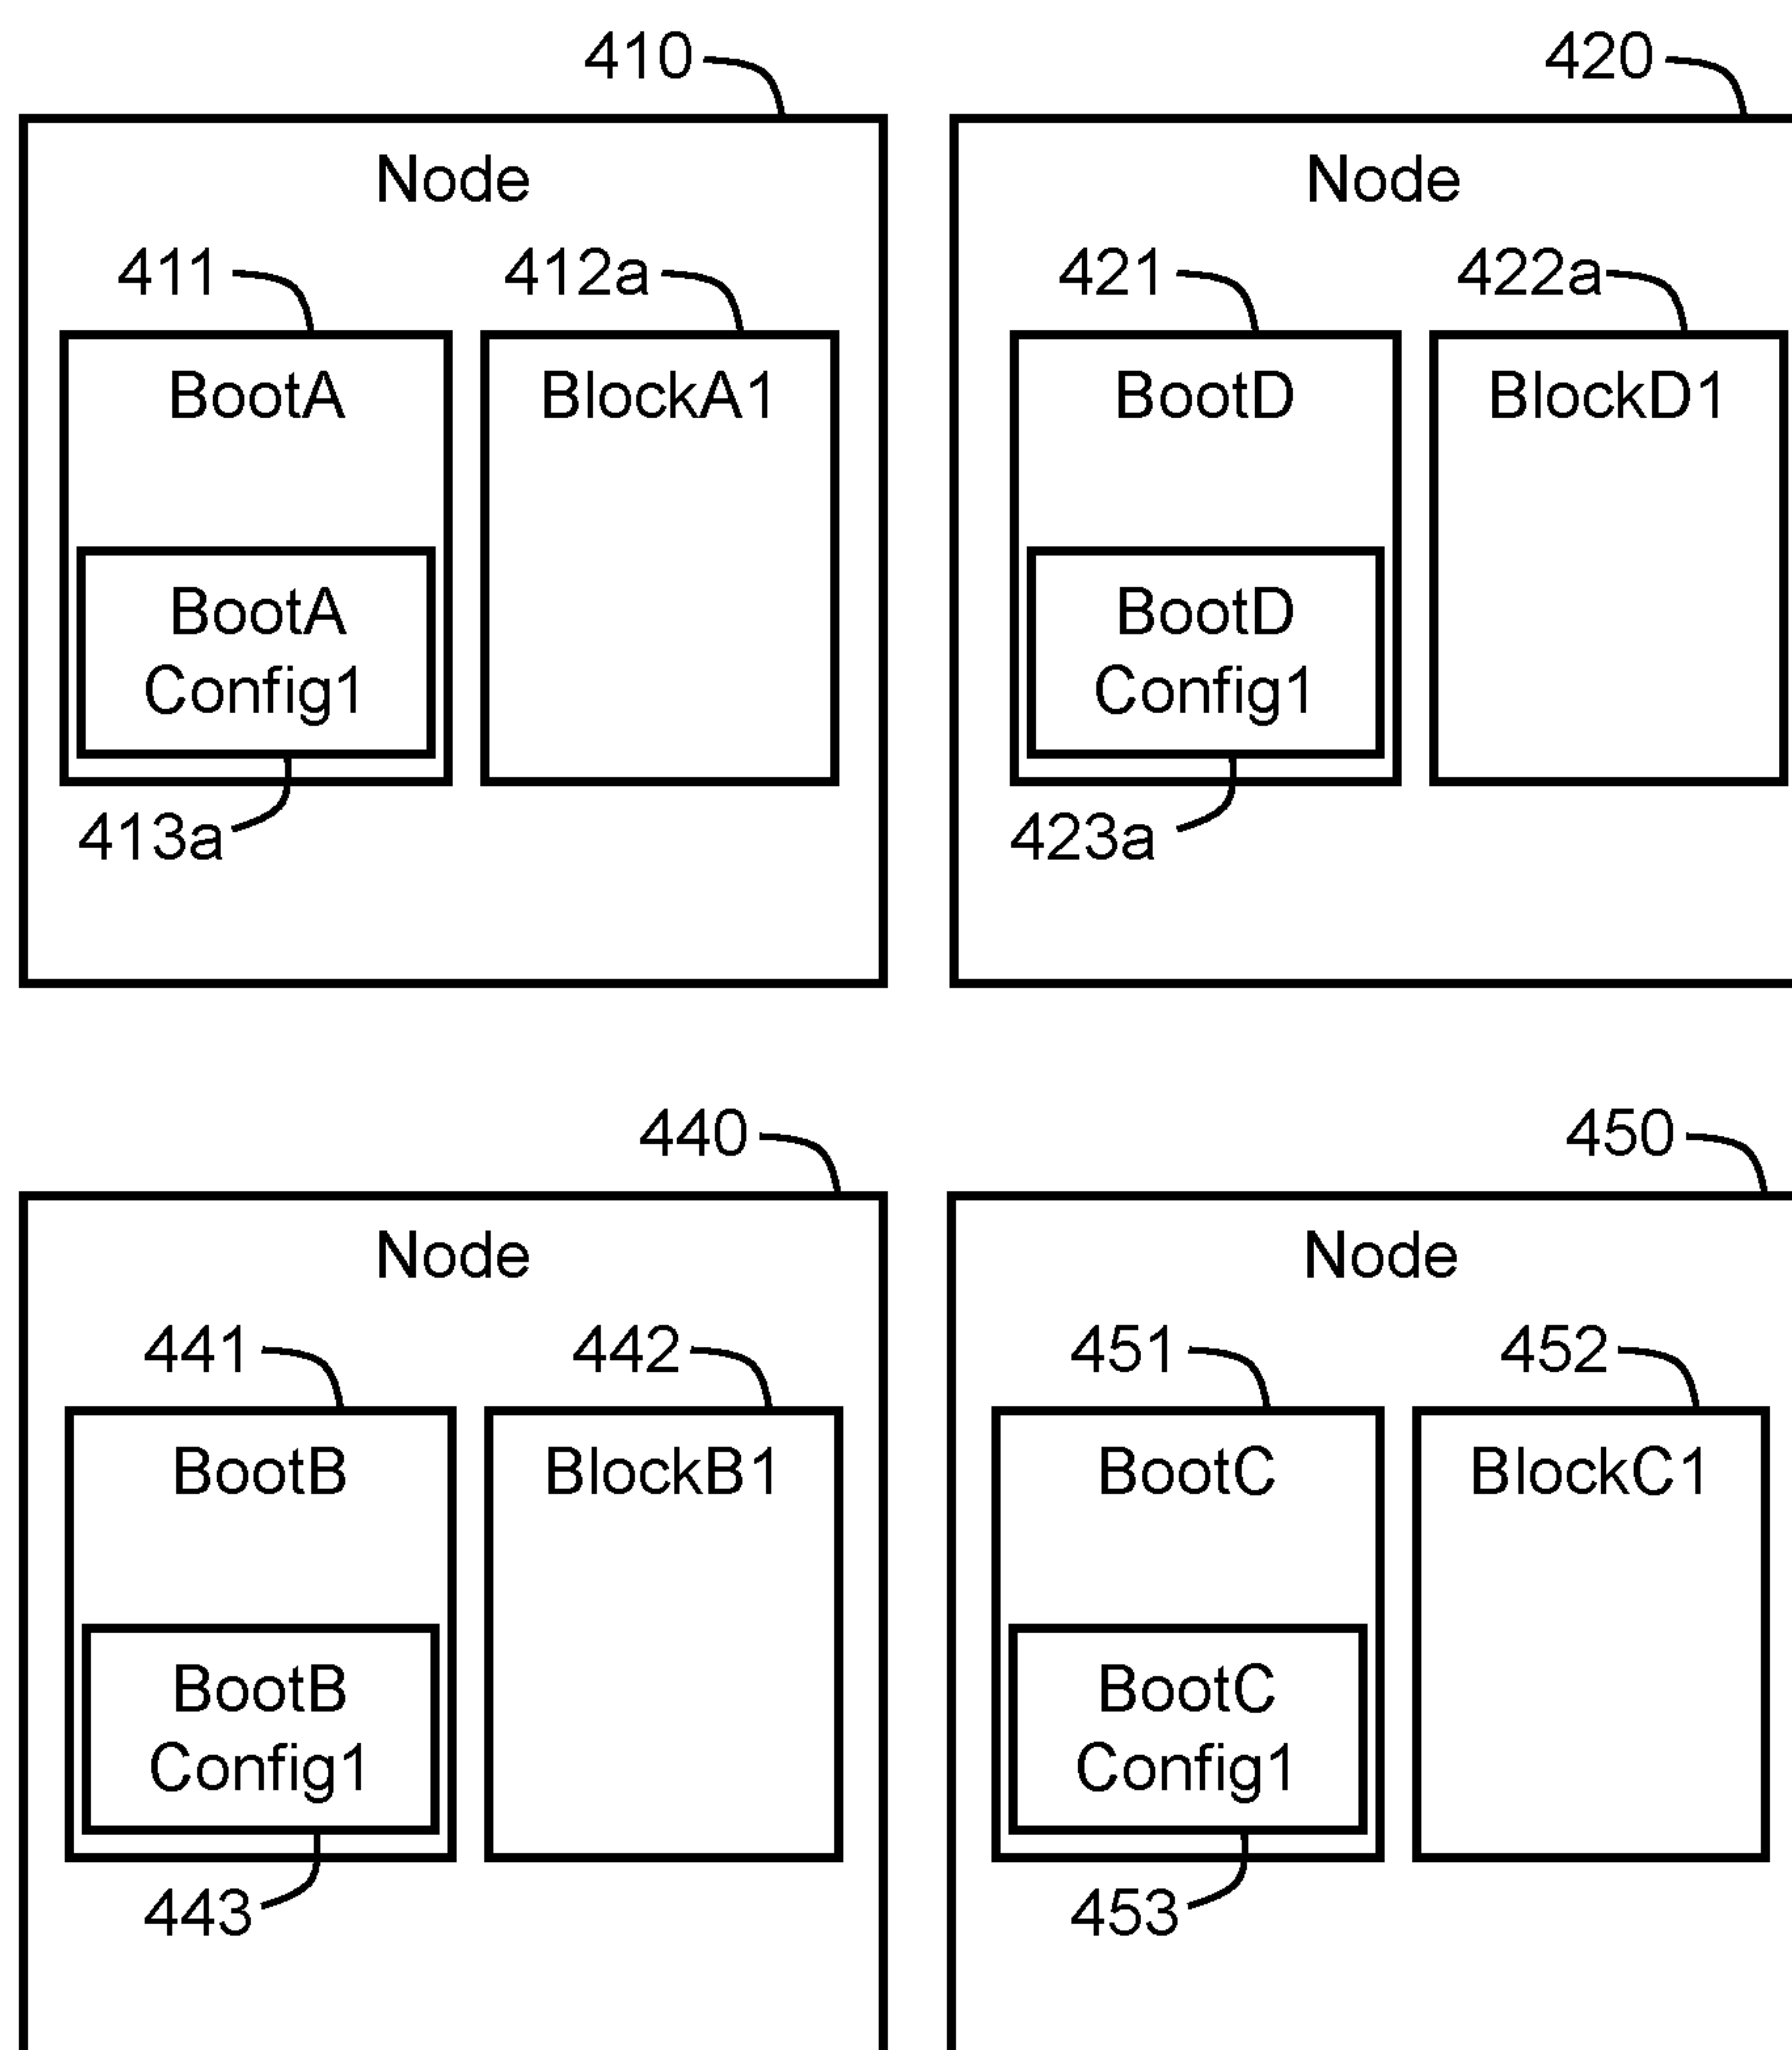 410
420
Node
Node
411
412a
421
422a
BootA
BlockA1
BootD
BlockD1
BootA
Config1
BootD
Config1
413a
423a
440
450
Node
Node
441
442
451
452
BootB
BlockB1
BootC
BlockC1
BootB
Config1
BootC
Config1
443
453